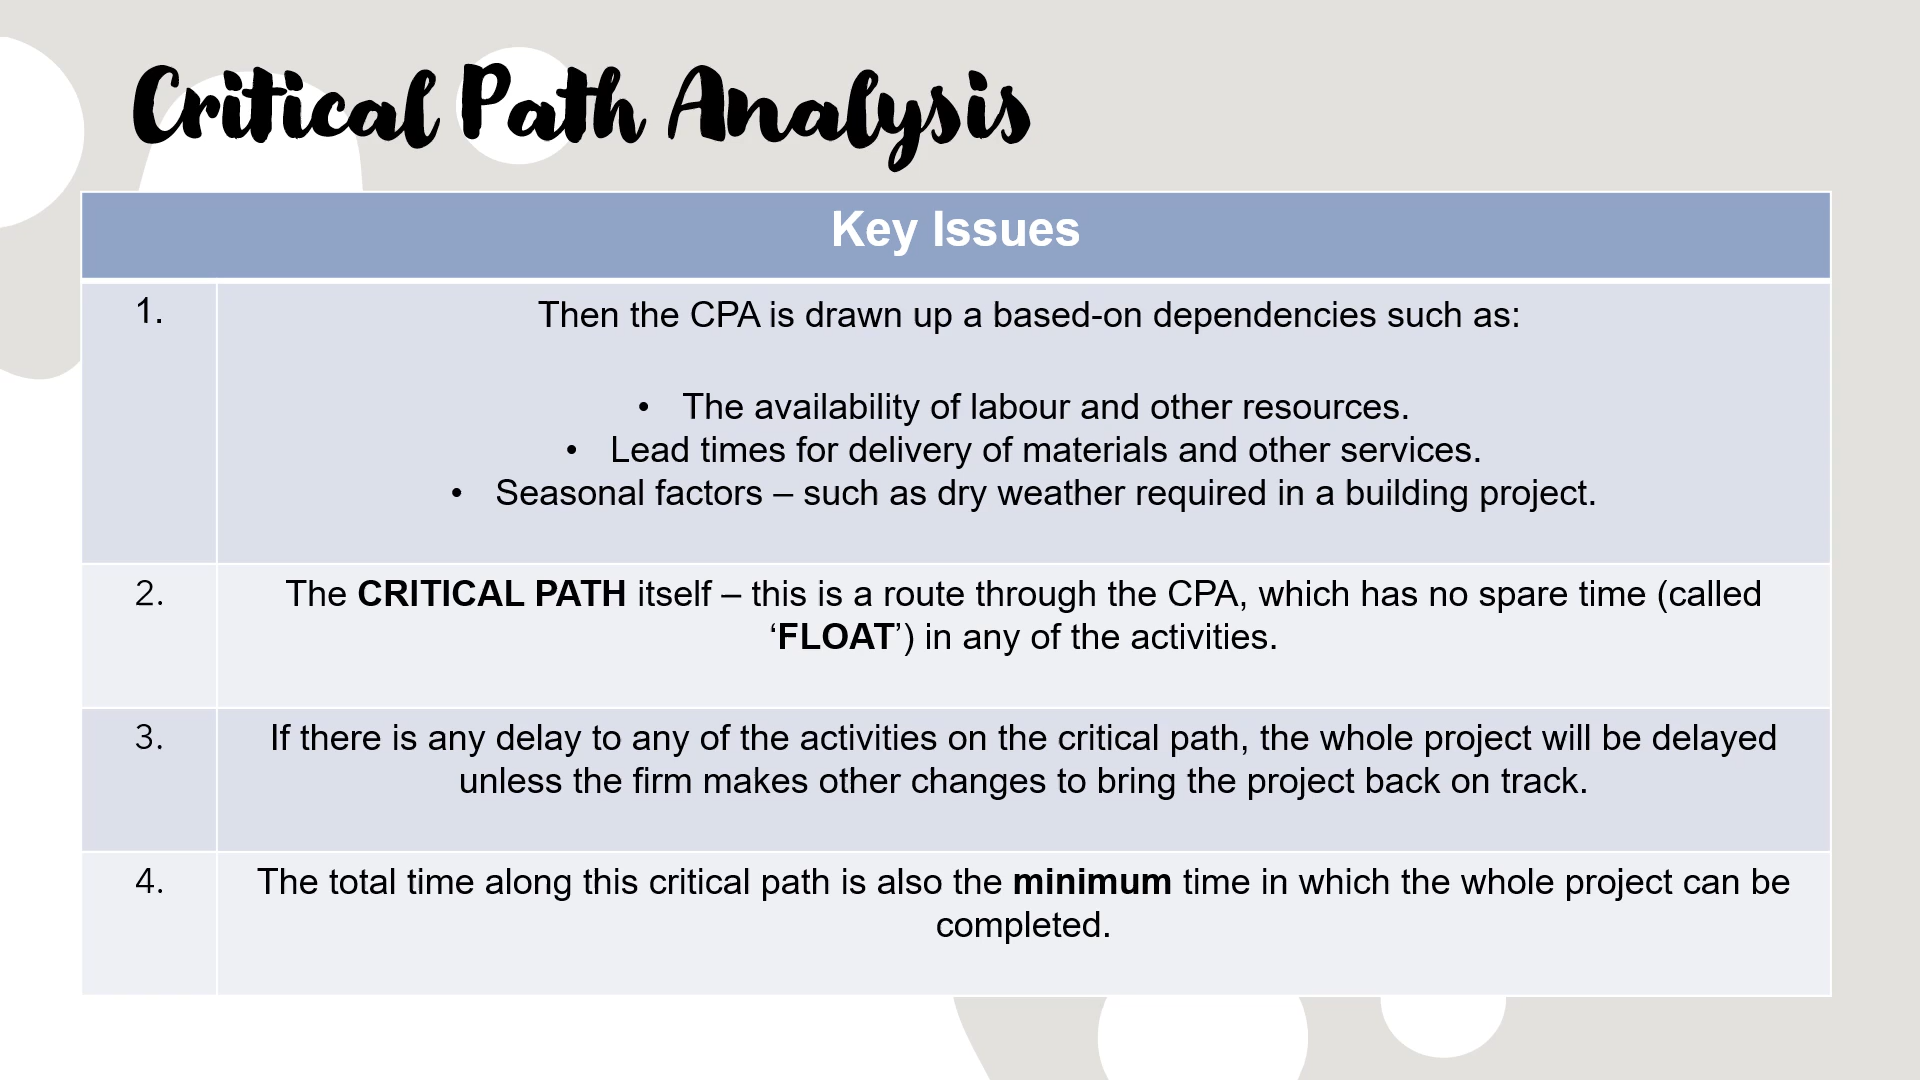 Critical Path Analysis
Key Issues
1.
Then the CPA is drawn up a based-on dependencies such as:
• The availability of labour and other resources.
• Lead times for delivery of materials and other services.
• Seasonal factors – such as dry weather required in a building project.
2.
The CRITICAL PATH itself – this is a route through the CPA, which has no spare time (called
‘FLOAT’) in any of the activities.
3.
If there is any delay to any of the activities on the critical path, the whole project will be delayed
unless the firm makes other changes to bring the project back on track.
4.
The total time along this critical path is also the minimum time in which the whole project can be
completed.